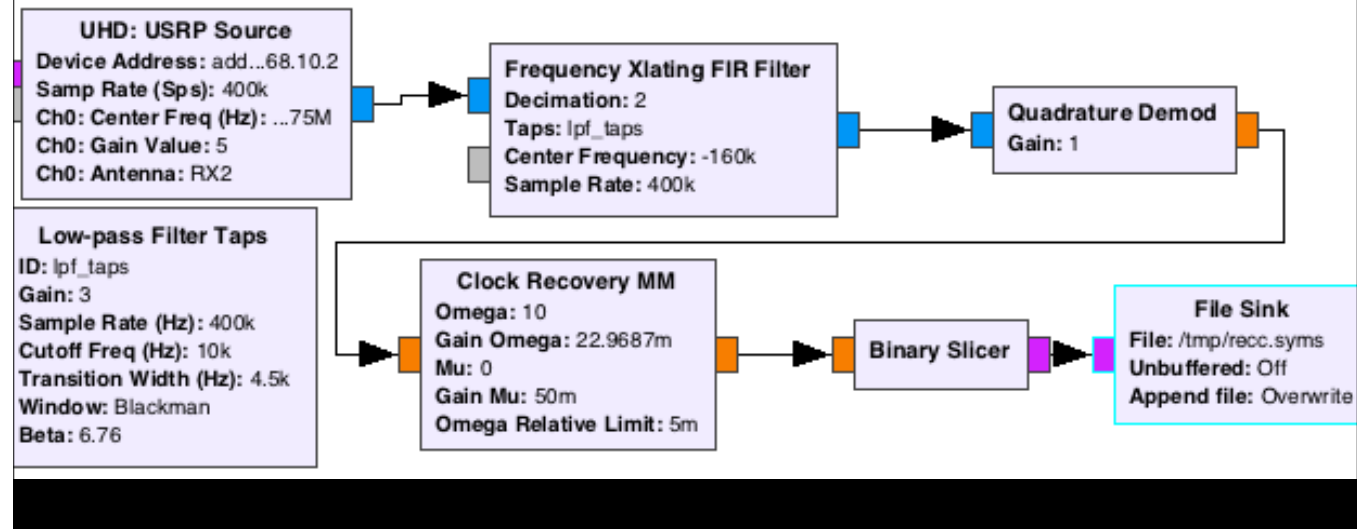 UHD: USRP Source
Device Address: add...68.10.2
Samp Rate (Sps): 400k
Ch0: Center Freq (Hz): ...75M
Ch0: Gain Value: 5
Ch0: Antenna: RX2
Frequency Xlating FIR Filter
Decimation: 2
Taps: lpf_taps
Center Frequency: -160k
Sample Rate: 400k
Quadrature Demod
Gain: 1
Low-pass Filter Taps
ID: lpf_taps
Gain: 3
Sample Rate (Hz): 400k
Cutoff Freq (Hz): 10k
Transition Width (Hz): 4.5k
Window: Blackman
Beta: 6.76
Clock Recovery MM
Omega: 10
Gain Omega: 22.9687m
Mu: 0
Gain Mu: 50m
Omega Relative Limit: 5m
Binary Slicer
File Sink
File: /tmp/recc.syms
Unbuffered: Off
Append file: Overwrite